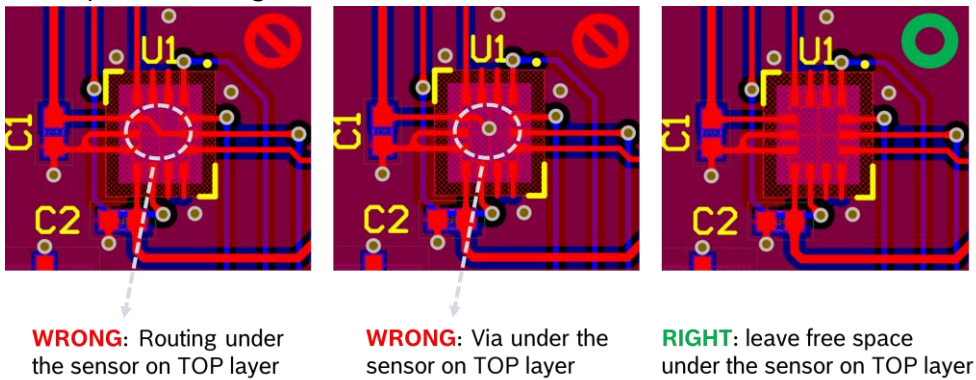 U1
C1
C2
U1
C1
C2
U1
C1
C2
WRONG: Routing under
the sensor on TOP layer
WRONG: Via under the
sensor on TOP layer
RIGHT: leave free space
under the sensor on TOP layer